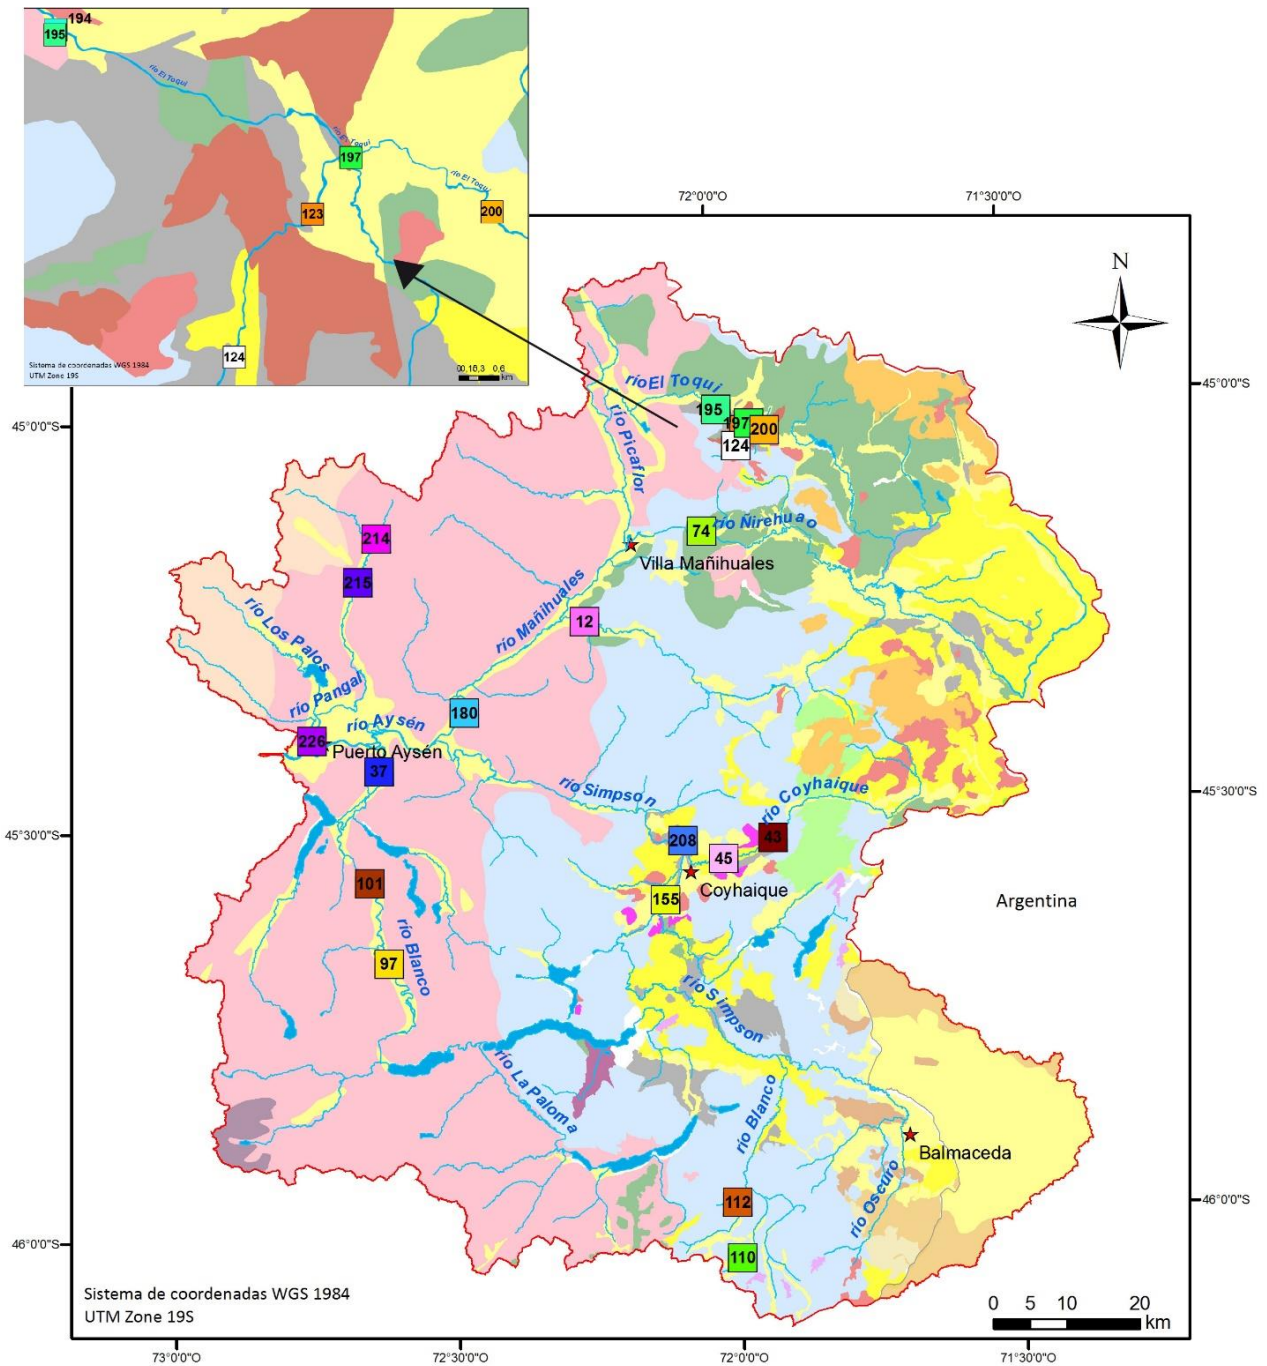 194
195
río El Toqui
río El Toqui
197
río El Toqui
123
200
124
Sistema de coordenadas WGS 1984
UTM Zone 19S
km
72°0'0"O
71°30'0"O
N
45°0'0"S
45°0'0"S
río El Toqui
195
197
200
124
río Picaflor
río Ñirehuao
74
Villa Mañihuales
214
215
12
río Mañihuales
río Los Palos
río Pangal
180
río Aysén
226
Puerto Aysén
37
río Simpson
río Coyhaique
45°30'0"S
45°30'0"S
208
43
45
Coyhaique
101
155
Argentina
97
río Blanco
río Simpson
río La Paloma
río Blanco
Balmaceda
río Oscuro
112
46°0'0"S
46°0'0"S
110
Sistema de coordenadas WGS 1984
UTM Zone 19S
0 5 10 20
km
73°0'0"O
72°30'0"O
72°0'0"O
71°30'0"O